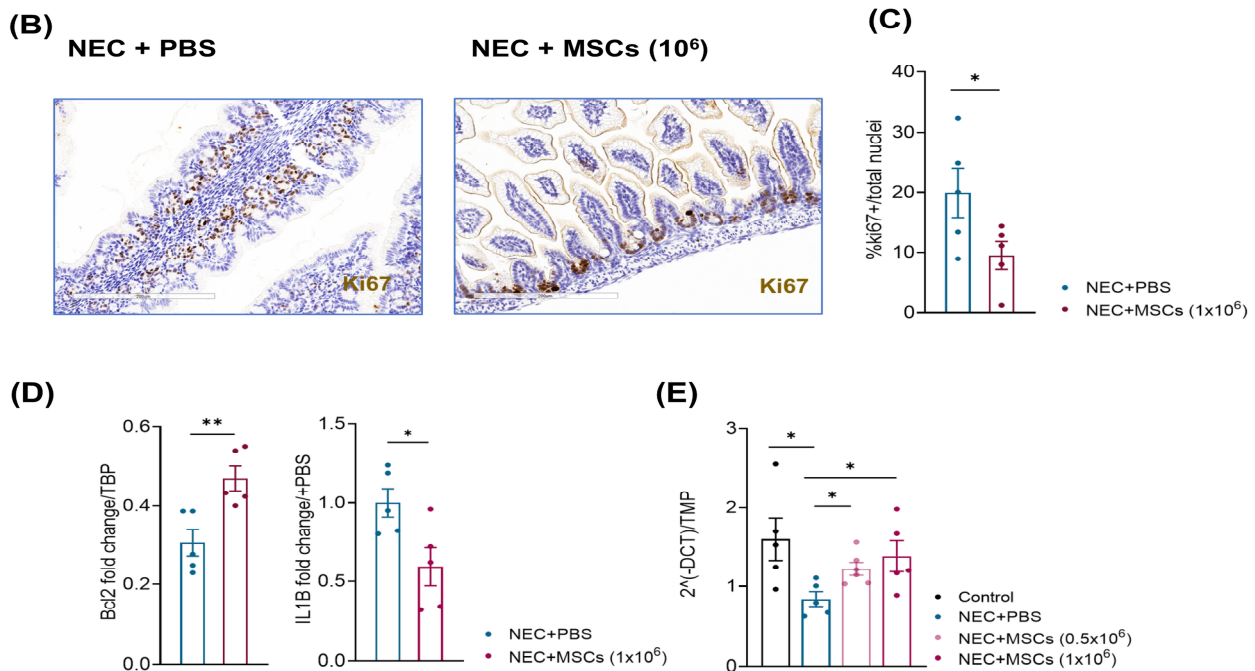 (B)
NEC + PBS
NEC + MSCs (10⁶)
Ki67
200µm
Ki67
200µm
(C)
%ki67+/total nuclei
40
30
20
10
0
*
NEC+PBS
NEC+MSCs (1x10⁶)
(D)
Bcl2 fold change/TBP
0.6
0.4
0.2
0.0
**
IL1B fold change/+PBS
1.5
1.0
0.5
0.0
*
NEC+PBS
NEC+MSCs (1x10⁶)
(E)
2^(-DCT)/TMP
3
2
1
0
*
*
*
Control
NEC+PBS
NEC+MSCs (0.5x10⁶)
NEC+MSCs (1x10⁶)